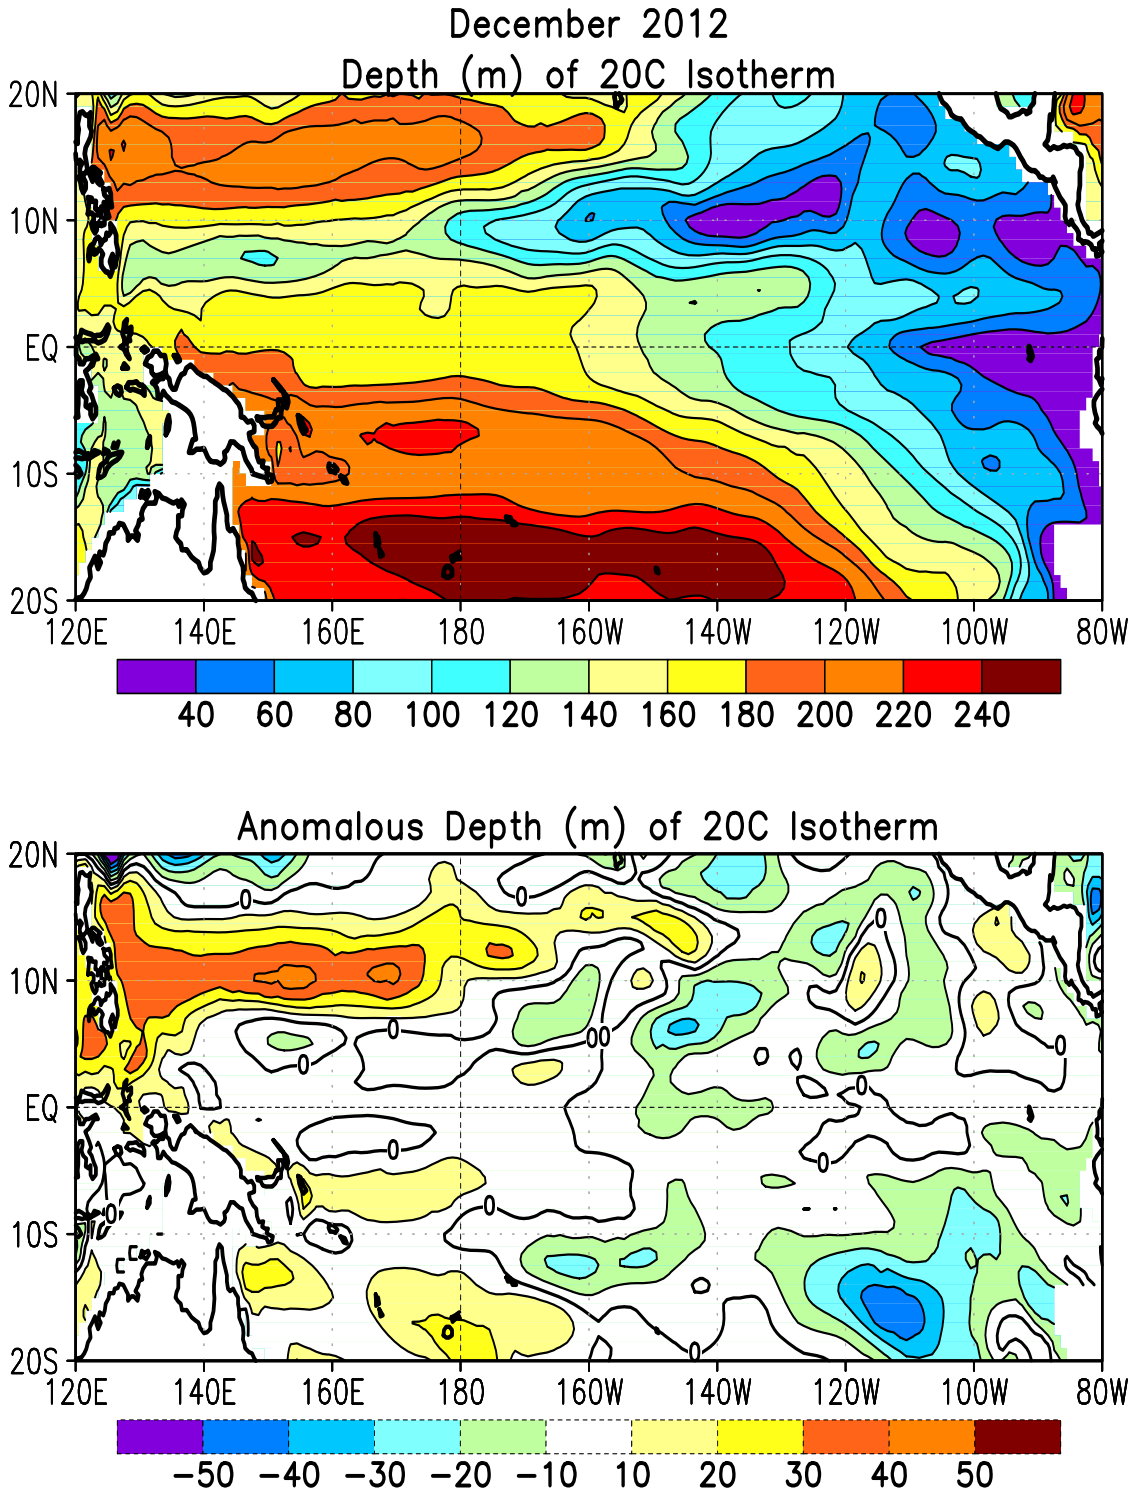 December 2012
Depth (m) of 20C Isotherm
20N
10N
EQ
10S
20S
120E 140E 160E 180 160W 140W 120W 100W 80W
40 60 80 100 120 140 160 180 200 220 240
Anomalous Depth (m) of 20C Isotherm
20N
0 0
0
0
10N
0 0 0 0
0
0
EQ
0
0
0
0
10S
0
20S
120E 140E 160E 180 160W 140W 120W 100W 80W
-50 -40 -30 -20 -10 10 20 30 40 50